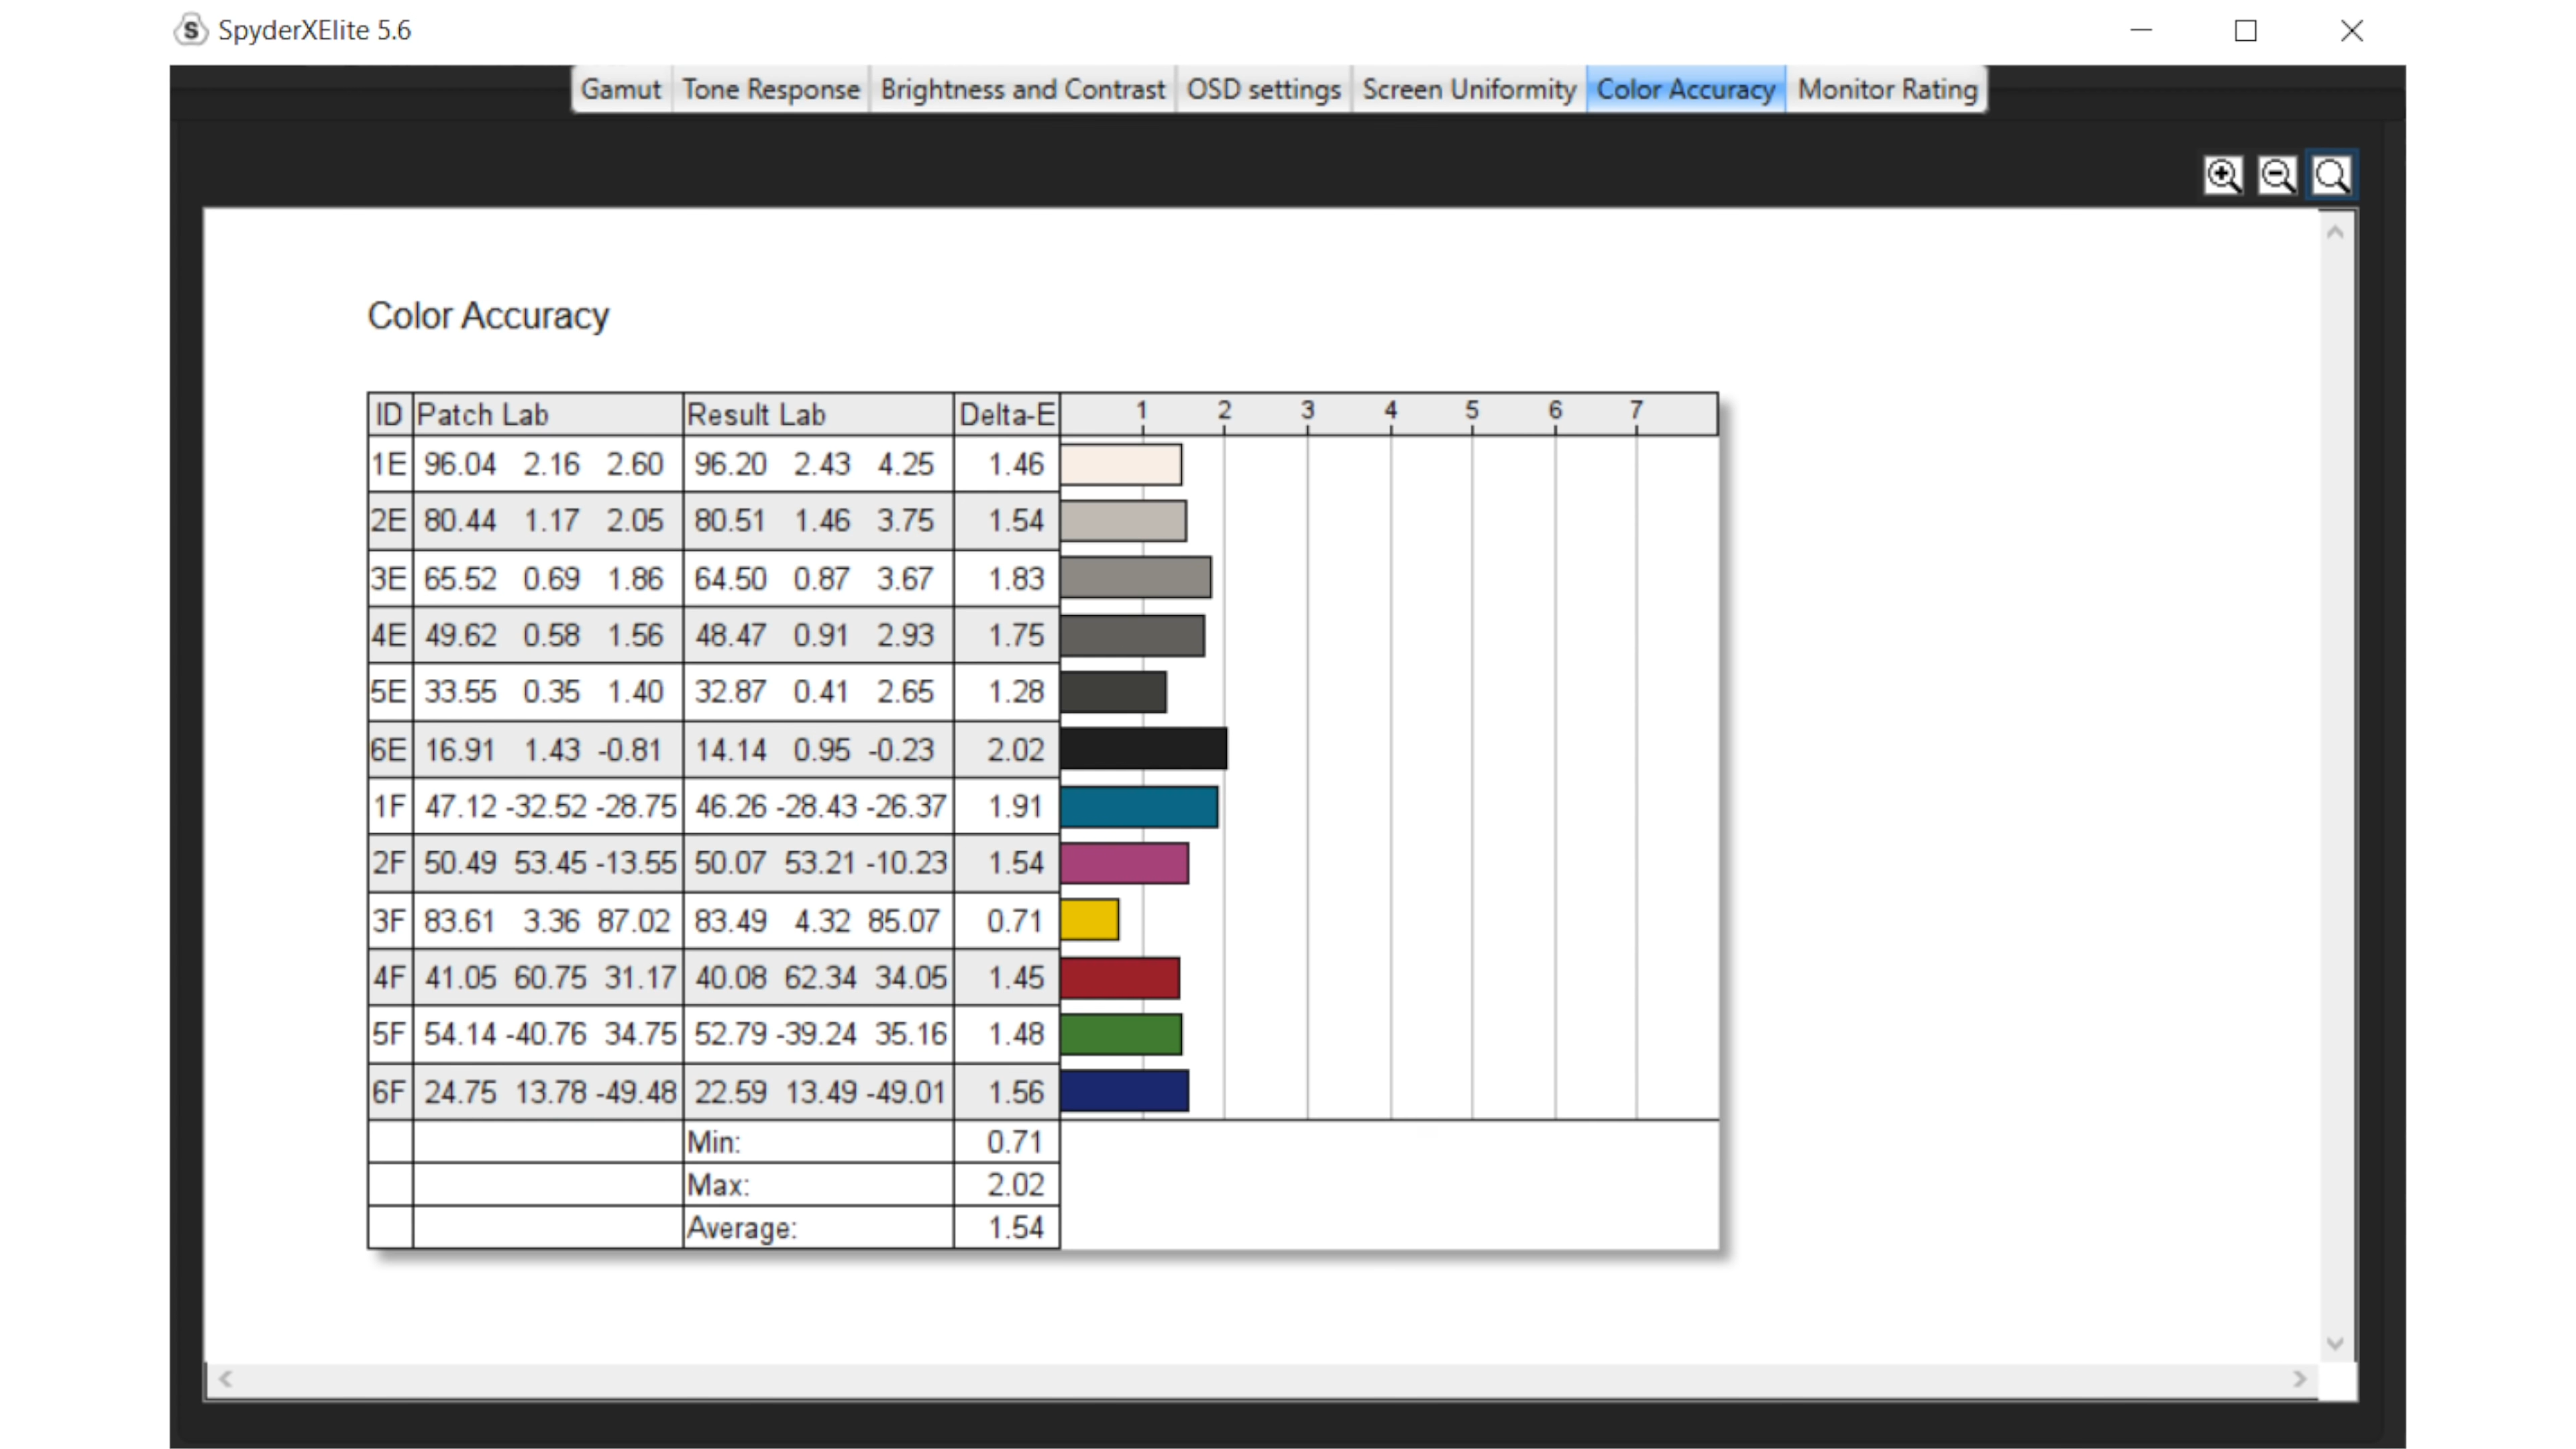 SpyderXElite 5.6
Gamut Tone Response Brightness and Contrast OSD settings Screen Uniformity Color Accuracy Monitor Rating
Color Accuracy
ID Patch Lab Result Lab Delta-E 1 2 3 4 5 6 7
1E 96.04 2.16 2.60 96.20 2.43 4.25 1.46
2E 80.44 1.17 2.05 80.51 1.46 3.75 1.54
3E 65.52 0.69 1.86 64.50 0.87 3.67 1.83
4E 49.62 0.58 1.56 48.47 0.91 2.93 1.75
5E 33.55 0.35 1.40 32.87 0.41 2.65 1.28
6E 16.91 1.43 -0.81 14.14 0.95 -0.23 2.02
1F 47.12 -32.52 -28.75 46.26 -28.43 -26.37 1.91
2F 50.49 53.45 -13.55 50.07 53.21 -10.23 1.54
3F 83.61 3.36 87.02 83.49 4.32 85.07 0.71
4F 41.05 60.75 31.17 40.08 62.34 34.05 1.45
5F 54.14 -40.76 34.75 52.79 -39.24 35.16 1.48
6F 24.75 13.78 -49.48 22.59 13.49 -49.01 1.56
Min: 0.71
Max: 2.02
Average: 1.54